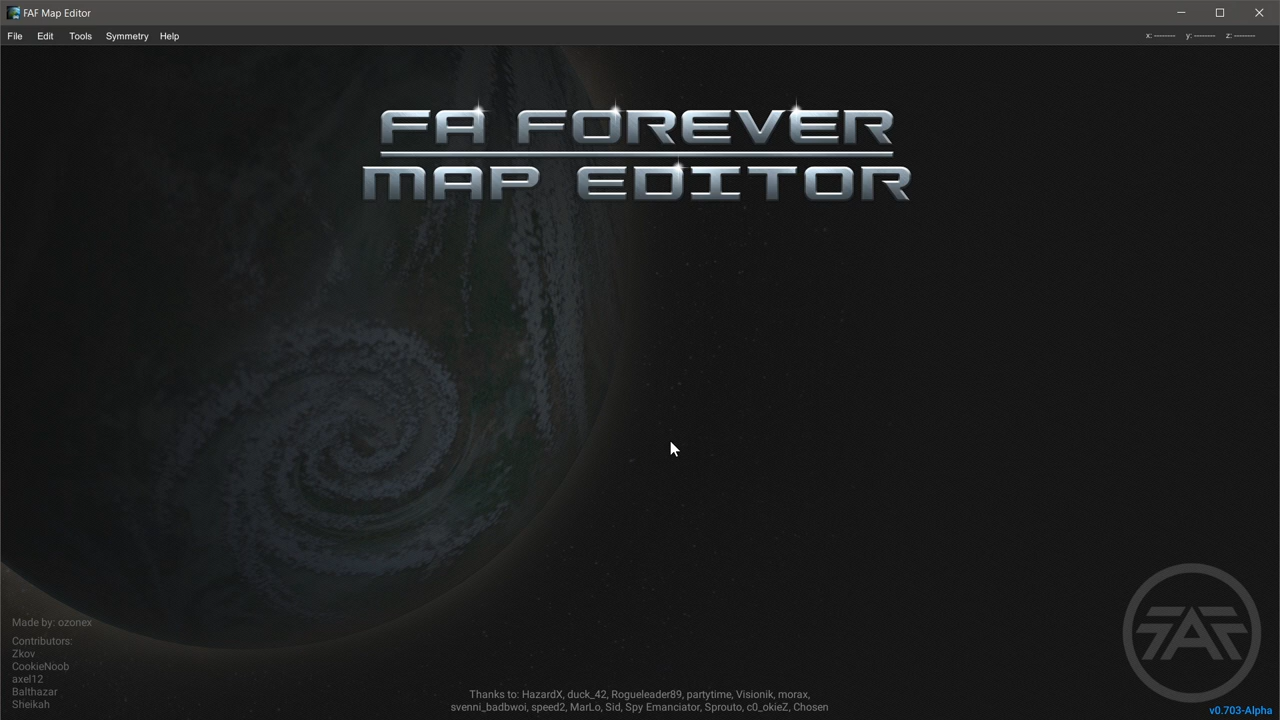 FAF Map Editor
File Edit Tools Symmetry Help x: -------- y: -------- z: --------
FA FOREVER
MAP EDITOR
Made by: ozonex
Contributors:
Zkov
CookieNoob
axel12
Balthazar
Sheikah
Thanks to: HazardX, duck_42, Rogueleader89, partytime, Visionik, morax,
svenni_badbwoi, speed2, MarLo, Sid, Spy Emanciator, Sprouto, c0_okieZ, Chosen
FAF
v0.703-Alpha